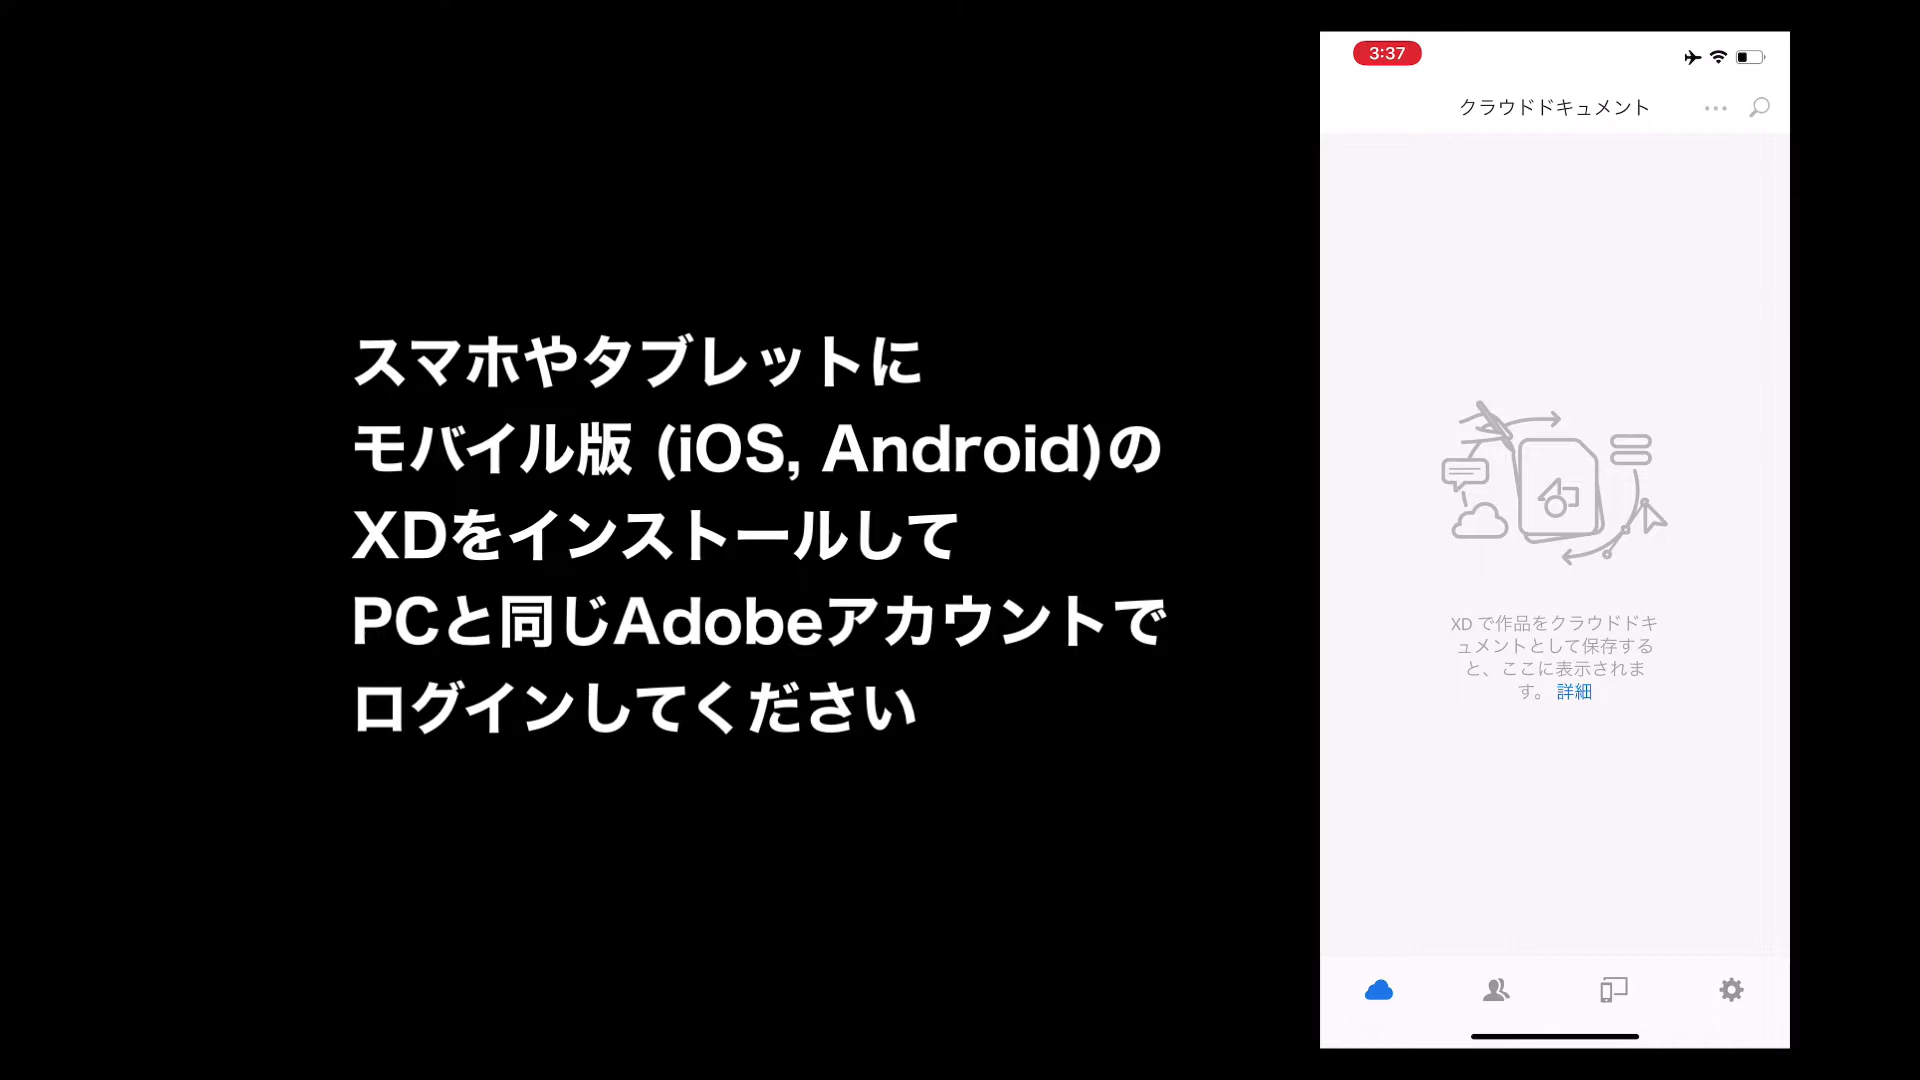 スマホやタブレットに
モバイル版 (iOS, Android)の
XDをインストールして
PCと同じAdobeアカウントで
ログインしてください
3:37
クラウドドキュメント
XD で作品をクラウドドキ
ュメントとして保存する
と、ここに表示されま
す。 詳細